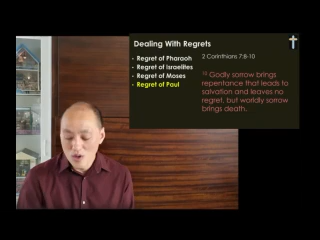 Dealing With Regrets
- Regret of Pharaoh
- Regret of Israelites
- Regret of Moses
- Regret of Paul
2 Corinthians 7:8-10
10 Godly sorrow brings
repentance that leads to
salvation and leaves no
regret, but worldly sorrow
brings death.